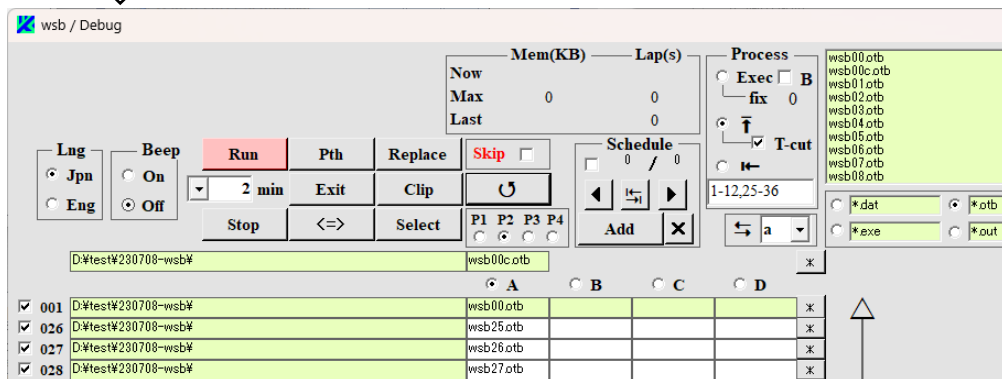 wsb / Debug
Mem(KB) Lap(s)
Now
Max 0 0
Last 0
Process
Exec B
fix 0
T-cut
1-12,25-36
a
wsb00.otb
wsb00c.otb
wsb01.otb
wsb02.otb
wsb03.otb
wsb04.otb
wsb05.otb
wsb06.otb
wsb07.otb
wsb08.otb
*.dat *.otb
*.exe *.out
Lng
Jpn
Eng
Beep
On
Off
Run Pth Replace Skip
2 min Exit Clip ↺
Stop <=> Select P1 P2 P3 P4
Schedule
0 / 0
Add ×
D:¥test¥230708-wsb¥ wsb00c.otb *
A B C D
001 D:¥test¥230708-wsb¥ wsb00.otb *
026 D:¥test¥230708-wsb¥ wsb25.otb *
027 D:¥test¥230708-wsb¥ wsb26.otb *
028 D:¥test¥230708-wsb¥ wsb27.otb *